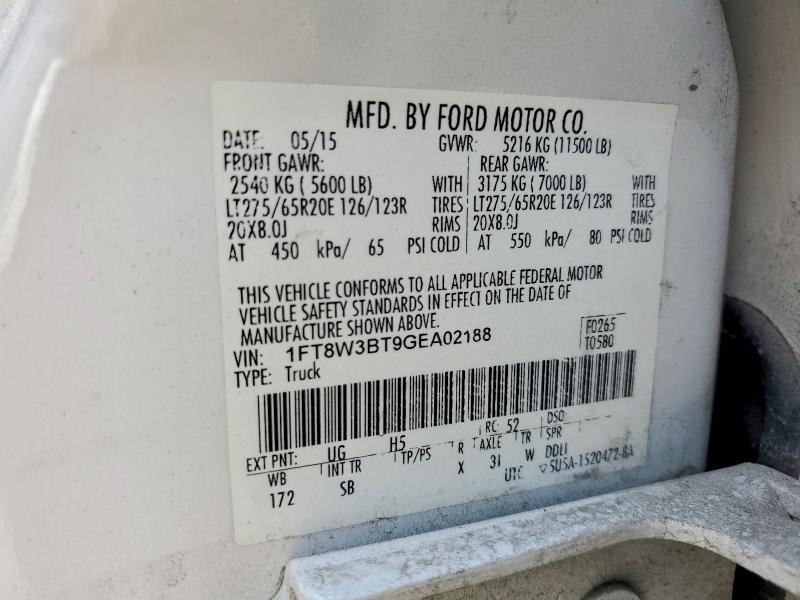 MFD. BY FORD MOTOR CO.
DATE: 05/15 GVWR: 5216 KG (11500 LB)
FRONT GAWR: REAR GAWR:
2540 KG ( 5600 LB) WITH 3175 KG ( 7000 LB) WITH
LT275/65R20E 126/123R TIRES LT275/65R20E 126/123R TIRES
20X8.0J RIMS 20X8.0J RIMS
AT 450 kPa/ 65 PSI COLD AT 550 kPa/ 80 PSI COLD
THIS VEHICLE CONFORMS TO ALL APPLICABLE FEDERAL MOTOR
VEHICLE SAFETY STANDARDS IN EFFECT ON THE DATE OF
MANUFACTURE SHOWN ABOVE.
VIN: 1FT8W3BT9GEA02188 F0265
TYPE: Truck T0580
EXT PNT: UG H5 RC: 52 DSO:
WB INT TR TP/PS R AXLE TR SPR
172 SB X 31 W DDLI
UTC ▽5U5A-1520472-BA